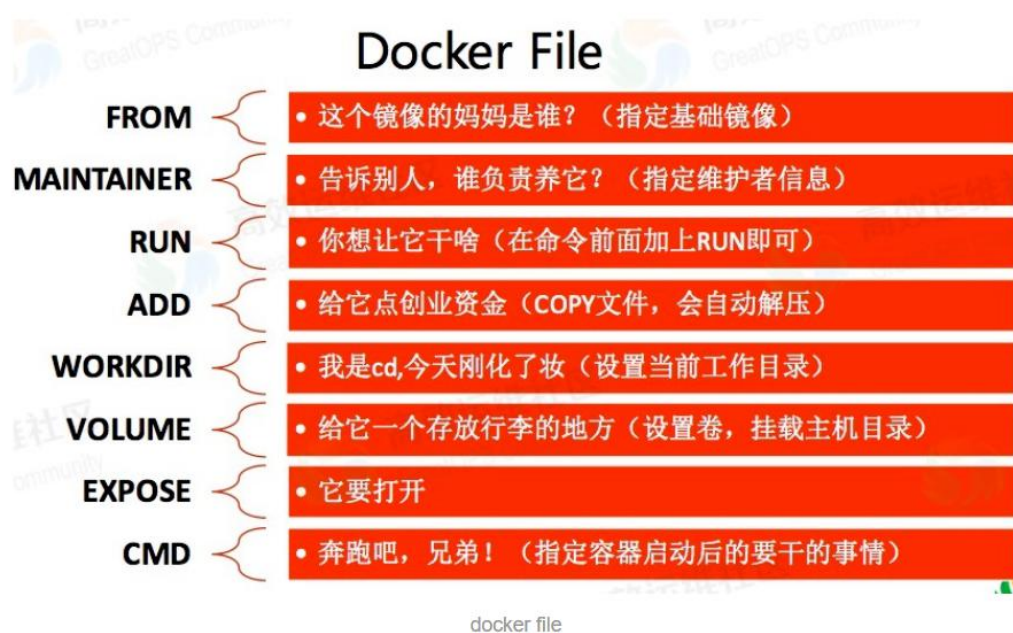 Docker File
FROM
• 这个镜像的妈妈是谁？（指定基础镜像）
MAINTAINER
• 告诉别人，谁负责养它？（指定维护者信息）
RUN
• 你想让它干啥（在命令前面加上RUN即可）
ADD
• 给它点创业资金（COPY文件，会自动解压）
WORKDIR
• 我是cd,今天刚化了妆（设置当前工作目录）
VOLUME
• 给它一个存放行李的地方（设置卷，挂载主机目录）
EXPOSE
• 它要打开
CMD
• 奔跑吧，兄弟！（指定容器启动后的要干的事情）
docker file
GreatOPS Community
GreatOPS Community